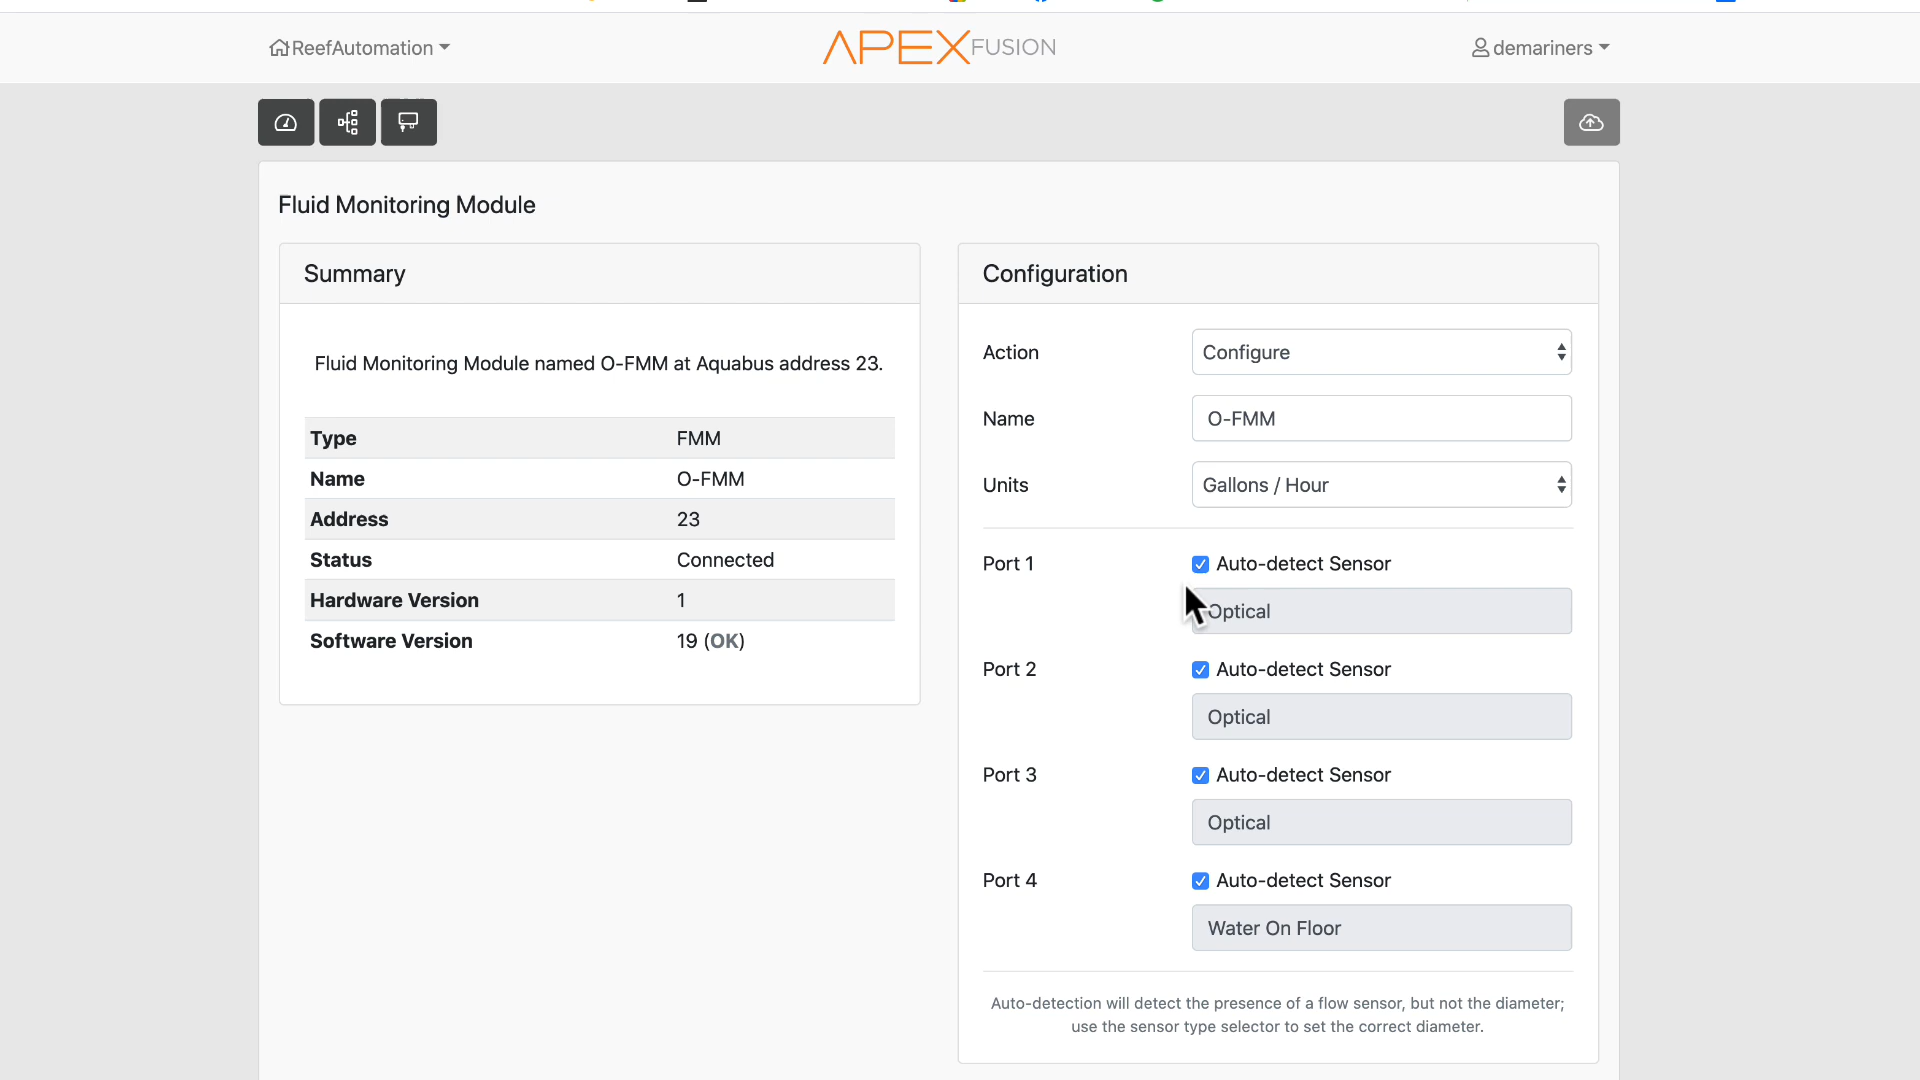 ReefAutomation
APEX FUSION
demariners
Fluid Monitoring Module
Summary
Fluid Monitoring Module named O-FMM at Aquabus address 23.
Type FMM
Name O-FMM
Address 23
Status Connected
Hardware Version 1
Software Version 19 (OK)
Configuration
Action Configure
Name O-FMM
Units Gallons / Hour
Port 1 Auto-detect Sensor
Optical
Port 2 Auto-detect Sensor
Optical
Port 3 Auto-detect Sensor
Optical
Port 4 Auto-detect Sensor
Water On Floor
Auto-detection will detect the presence of a flow sensor, but not the diameter;
use the sensor type selector to set the correct diameter.